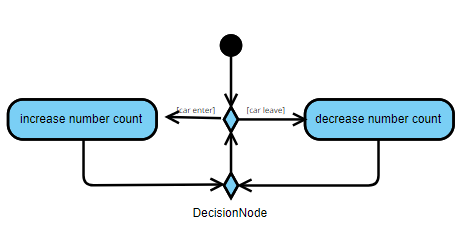 [car enter]
[car leave]
increase number count
decrease number count
DecisionNode